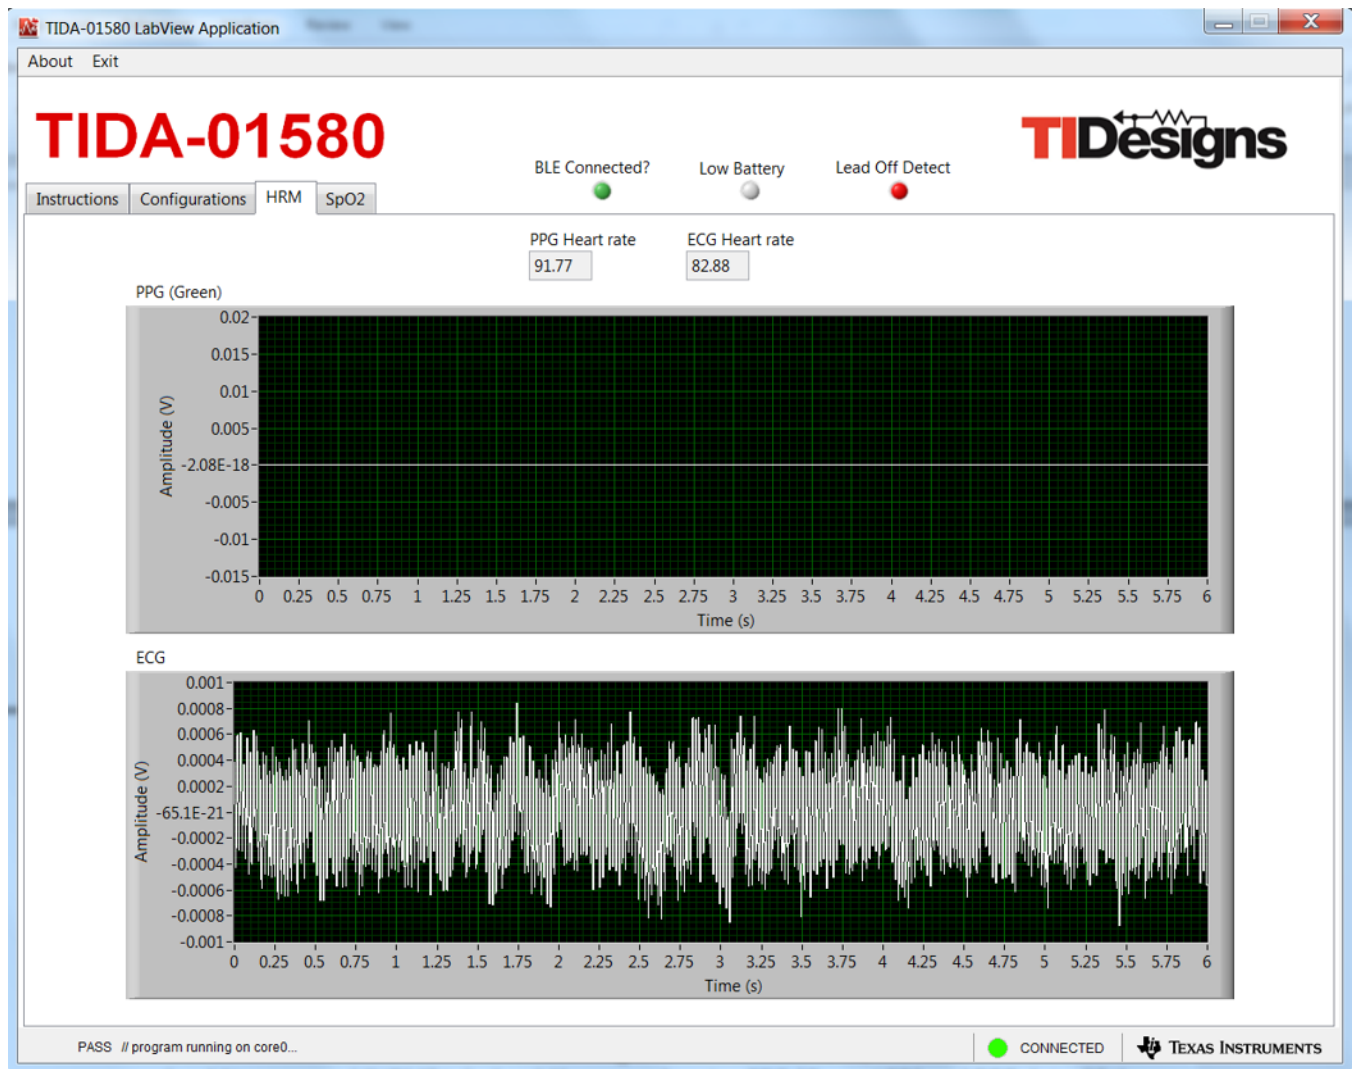 TIDA-01580 LabView Application
About Exit
TIDA-01580
TIDesigns
BLE Connected? Low Battery Lead Off Detect
Instructions Configurations HRM SpO2
PPG Heart rate ECG Heart rate
91.77 82.88
PPG (Green)
0.02
0.015
0.01
0.005
-2.08E-18
-0.005
-0.01
-0.015
Amplitude (V)
0 0.25 0.5 0.75 1 1.25 1.5 1.75 2 2.25 2.5 2.75 3 3.25 3.5 3.75 4 4.25 4.5 4.75 5 5.25 5.5 5.75 6
Time (s)
ECG
0.001
0.0008
0.0006
0.0004
0.0002
-65.1E-21
-0.0002
-0.0004
-0.0006
-0.0008
-0.001
Amplitude (V)
0 0.25 0.5 0.75 1 1.25 1.5 1.75 2 2.25 2.5 2.75 3 3.25 3.5 3.75 4 4.25 4.5 4.75 5 5.25 5.5 5.75 6
Time (s)
PASS // program running on core0... CONNECTED TEXAS INSTRUMENTS